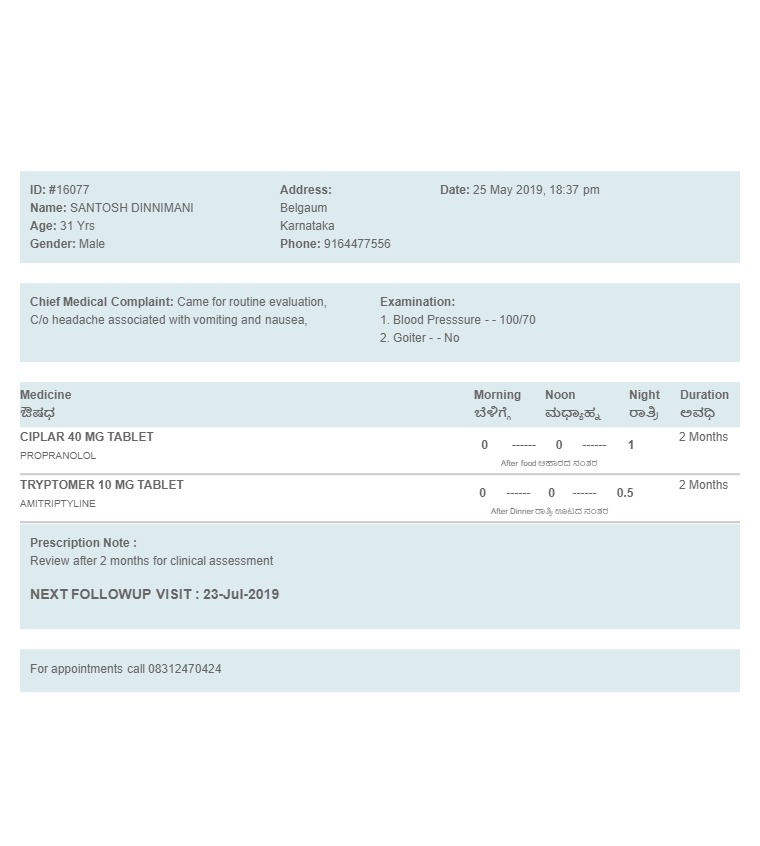 ID: #16077
Name: SANTOSH DINNIMANI
Age: 31 Yrs
Gender: Male
Address:
Belgaum
Karnataka
Phone: 9164477556
Date: 25 May 2019, 18:37 pm
Chief Medical Complaint: Came for routine evaluation,
C/o headache associated with vomiting and nausea,
Examination:
1. Blood Presssure - - 100/70
2. Goiter - - No
Medicine Morning Noon Night Duration
ಔಷಧ ಬೆಳಿಗ್ಗೆ ಮಧ್ಯಾಹ್ನ ರಾತ್ರಿ ಅವಧಿ
CIPLAR 40 MG TABLET 0 ------ 0 ------ 1 2 Months
PROPRANOLOL After food ಆಹಾರದ ನಂತರ
TRYPTOMER 10 MG TABLET 0 ------ 0 ------ 0.5 2 Months
AMITRIPTYLINE After Dinner ರಾತ್ರಿ ಊಟದ ನಂತರ
Prescription Note :
Review after 2 months for clinical assessment
NEXT FOLLOWUP VISIT : 23-Jul-2019
For appointments call 08312470424